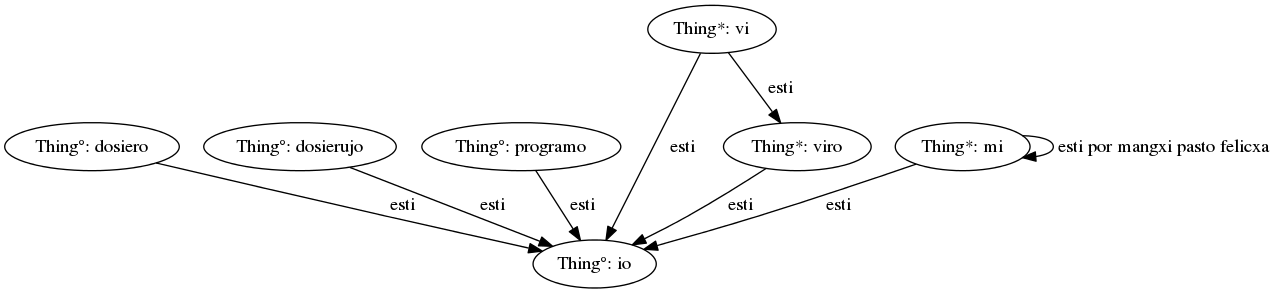 Thing*: vi
esti
Thing°: dosiero
Thing°: dosierujo
Thing°: programo
esti
Thing*: viro
Thing*: mi
esti por mangxi pasto felicxa
esti
esti
esti
esti
esti
Thing°: io